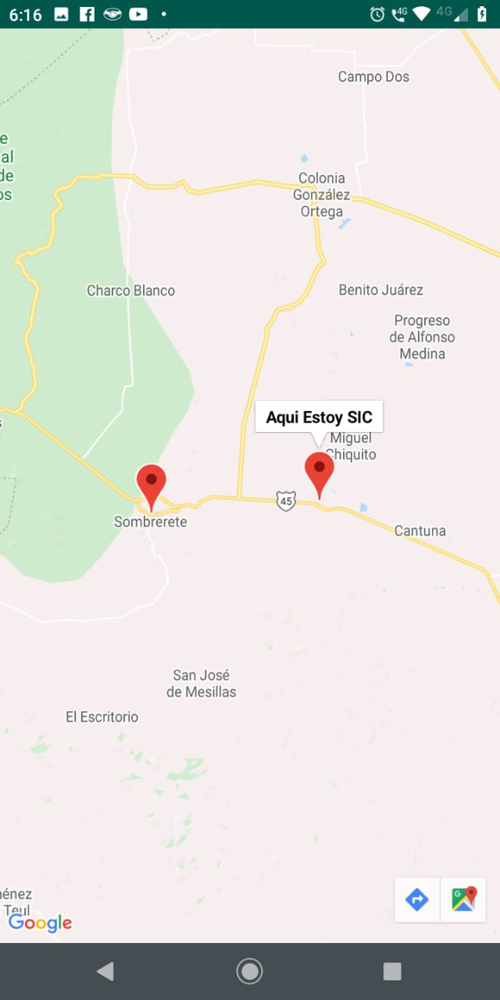 6:16
4G
4G
Campo Dos
e
al
de
os
Colonia
González
Ortega
Charco Blanco
Benito Juárez
Progreso
de Alfonso
Medina
Aqui Estoy SIC
Miguel
Chiquito
s
45
Sombrerete
Cantuna
San José
de Mesillas
El Escritorio
énez
Teul
Google
G